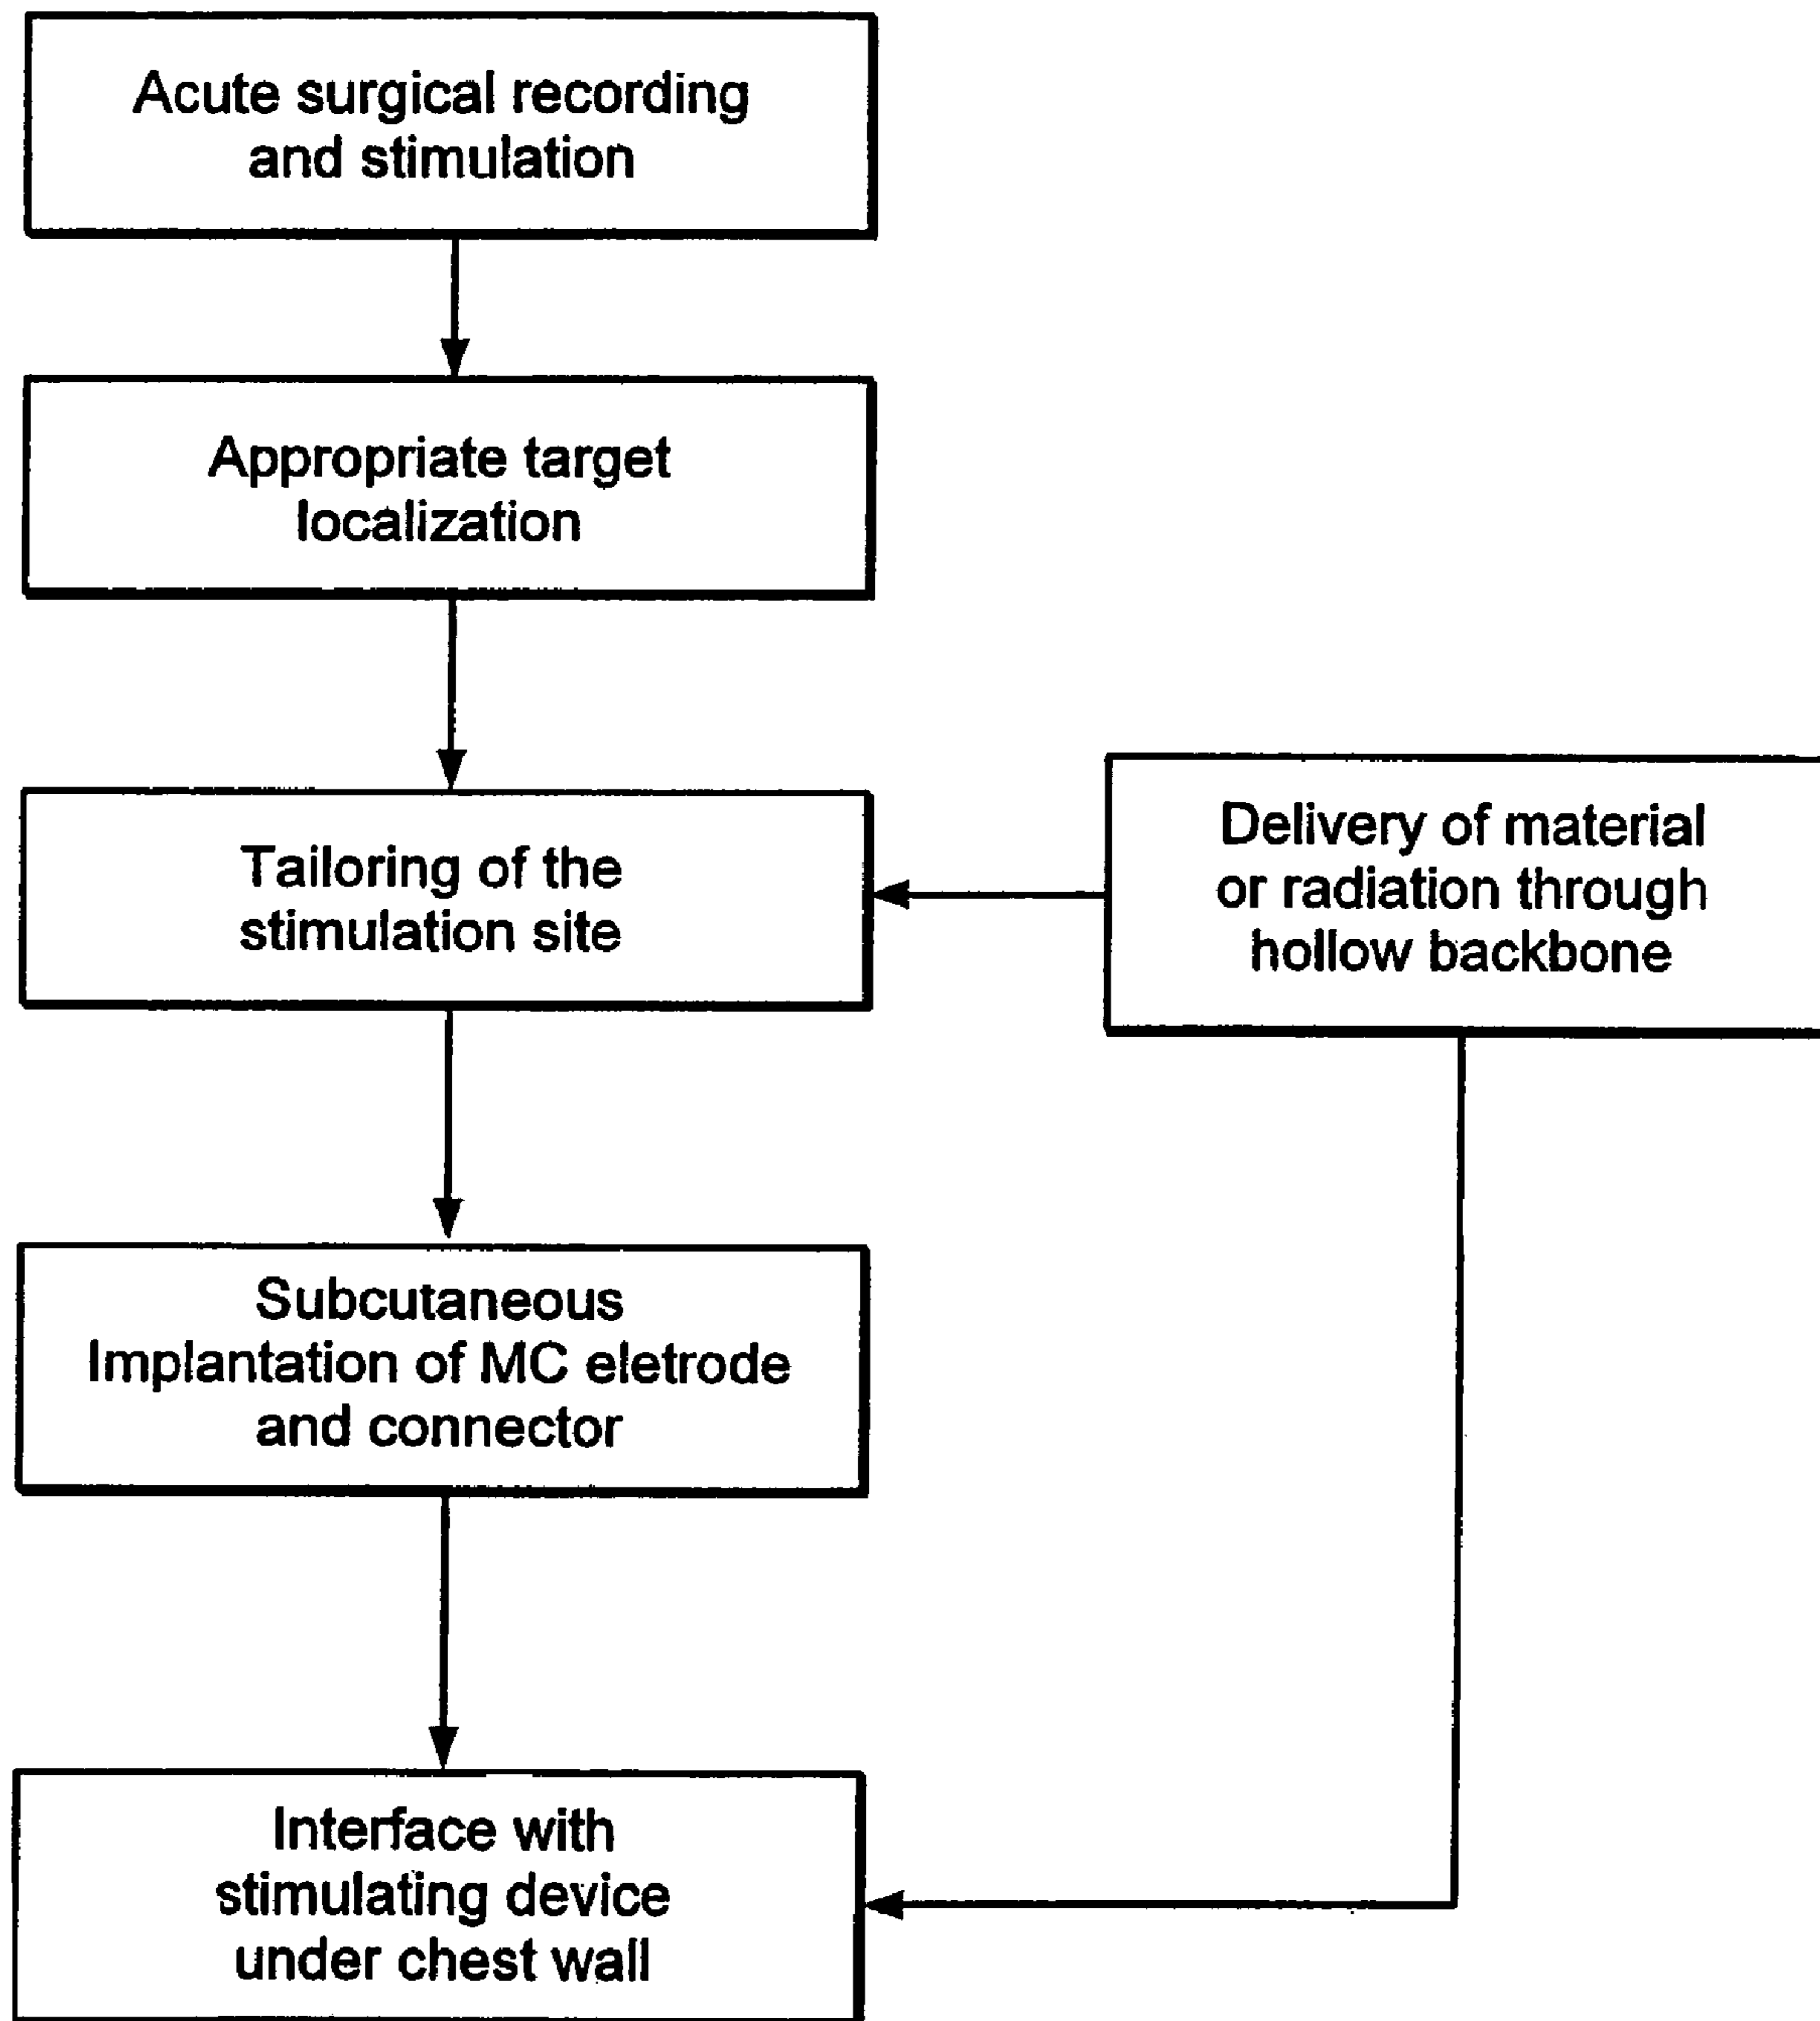 Acute surgical recording
and stimulation
Appropriate target
localization
Tailoring of the
stimulation site
Delivery of material
or radiation through
hollow backbone
Subcutaneous
Implantation of MC eletrode
and connector
Interface with
stimulating device
under chest wall